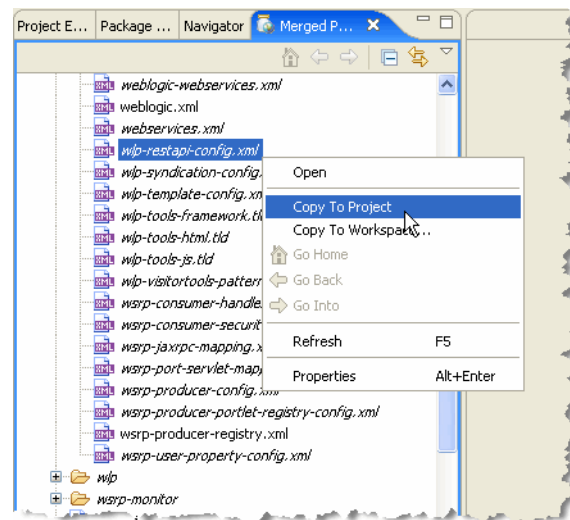 Project E... Package ... Navigator Merged P...
weblogic-webservices.xml
weblogic.xml
webservices.xml
wlp-restapi-config.xml
wlp-syndication-config.
wlp-template-config.xm
wlp-tools-framework.tl
wlp-tools-html.tld
wlp-tools-js.tld
wlp-visitortools-pattern
wsrp-consumer-handle
wsrp-consumer-securit
wsrp-jaxrpc-mapping.x
wsrp-port-servlet-mapp
wsrp-producer-config.xml
wsrp-producer-portlet-registry-config.xml
wsrp-producer-registry.xml
wsrp-user-property-config.xml
wlp
wsrp-monitor
Open
Copy To Project
Copy To Workspace...
Go Home
Go Back
Go Into
Refresh F5
Properties Alt+Enter